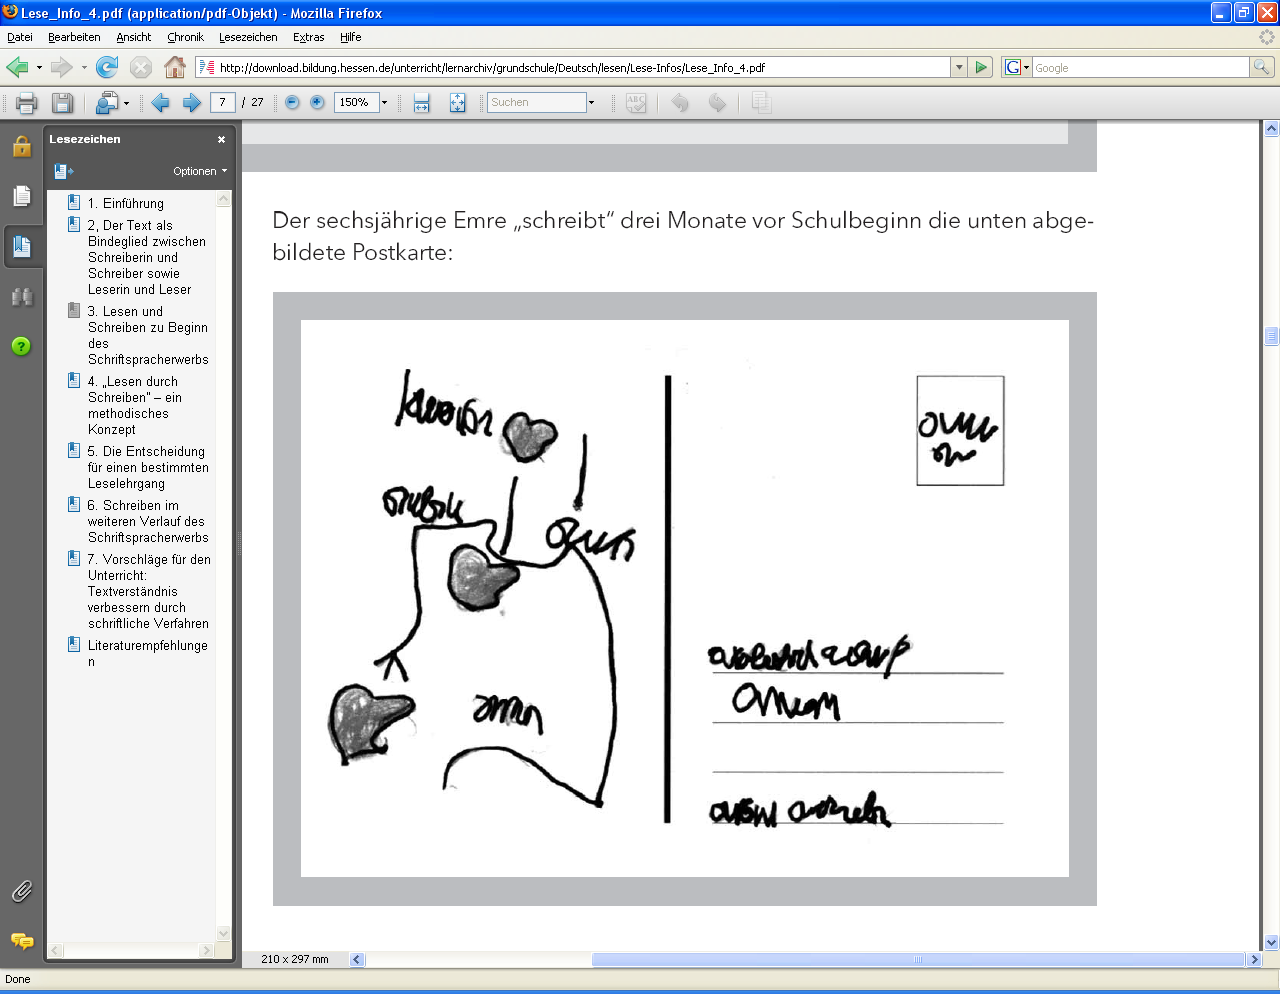 Lese_Info_4.pdf (application/pdf-Objekt) - Mozilla Firefox
Datei Bearbeiten Ansicht Chronik Lesezeichen Extras Hilfe
http://download.bildung.hessen.de/unterricht/lernarchiv/grundschule/Deutsch/lesen/Lese-Infos/Lese_Info_4.pdf
G Google
7 / 27 150% Suchen
Lesezeichen
Optionen
1. Einführung
2, Der Text als
Bindeglied zwischen
Schreiberin und
Schreiber sowie
Leserin und Leser
3. Lesen und
Schreiben zu Beginn
des
Schriftspracherwerbs
4. „Lesen durch
Schreiben" – ein
methodisches
Konzept
5. Die Entscheidung
für einen bestimmten
Leselehrgang
6. Schreiben im
weiteren Verlauf des
Schriftspracherwerbs
7. Vorschläge für den
Unterricht:
Textverständnis
verbessern durch
schriftliche Verfahren
Literaturempfehlunge
n
Der sechsjährige Emre „schreibt“ drei Monate vor Schulbeginn die unten abge-
bildete Postkarte:
210 x 297 mm
Done